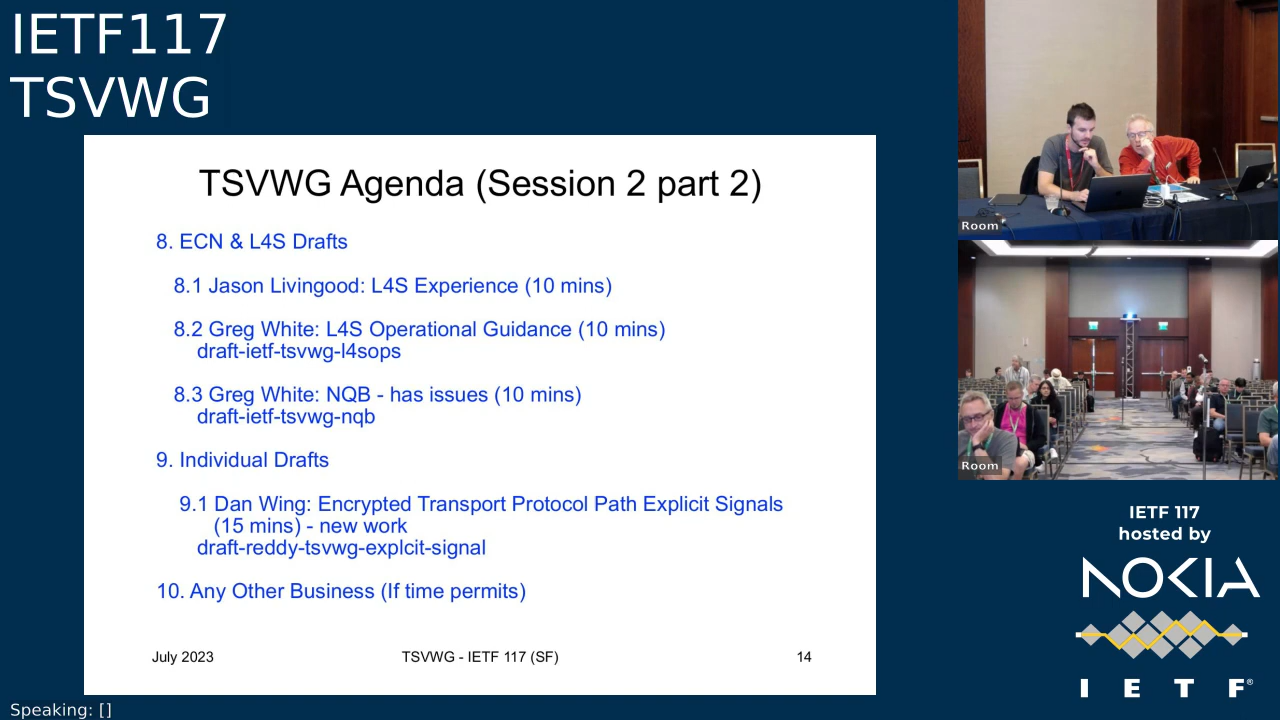 IETF117
TSVWG
TSVWG Agenda (Session 2 part 2)
8. ECN & L4S Drafts
8.1 Jason Livingood: L4S Experience (10 mins)
8.2 Greg White: L4S Operational Guidance (10 mins)
draft-ietf-tsvwg-l4sops
8.3 Greg White: NQB - has issues (10 mins)
draft-ietf-tsvwg-nqb
9. Individual Drafts
9.1 Dan Wing: Encrypted Transport Protocol Path Explicit Signals
(15 mins) - new work
draft-reddy-tsvwg-explcit-signal
10. Any Other Business (If time permits)
July 2023
TSVWG - IETF 117 (SF)
14
Room
Room
IETF 117
hosted by
NOKIA
I E T F®
Speaking: []